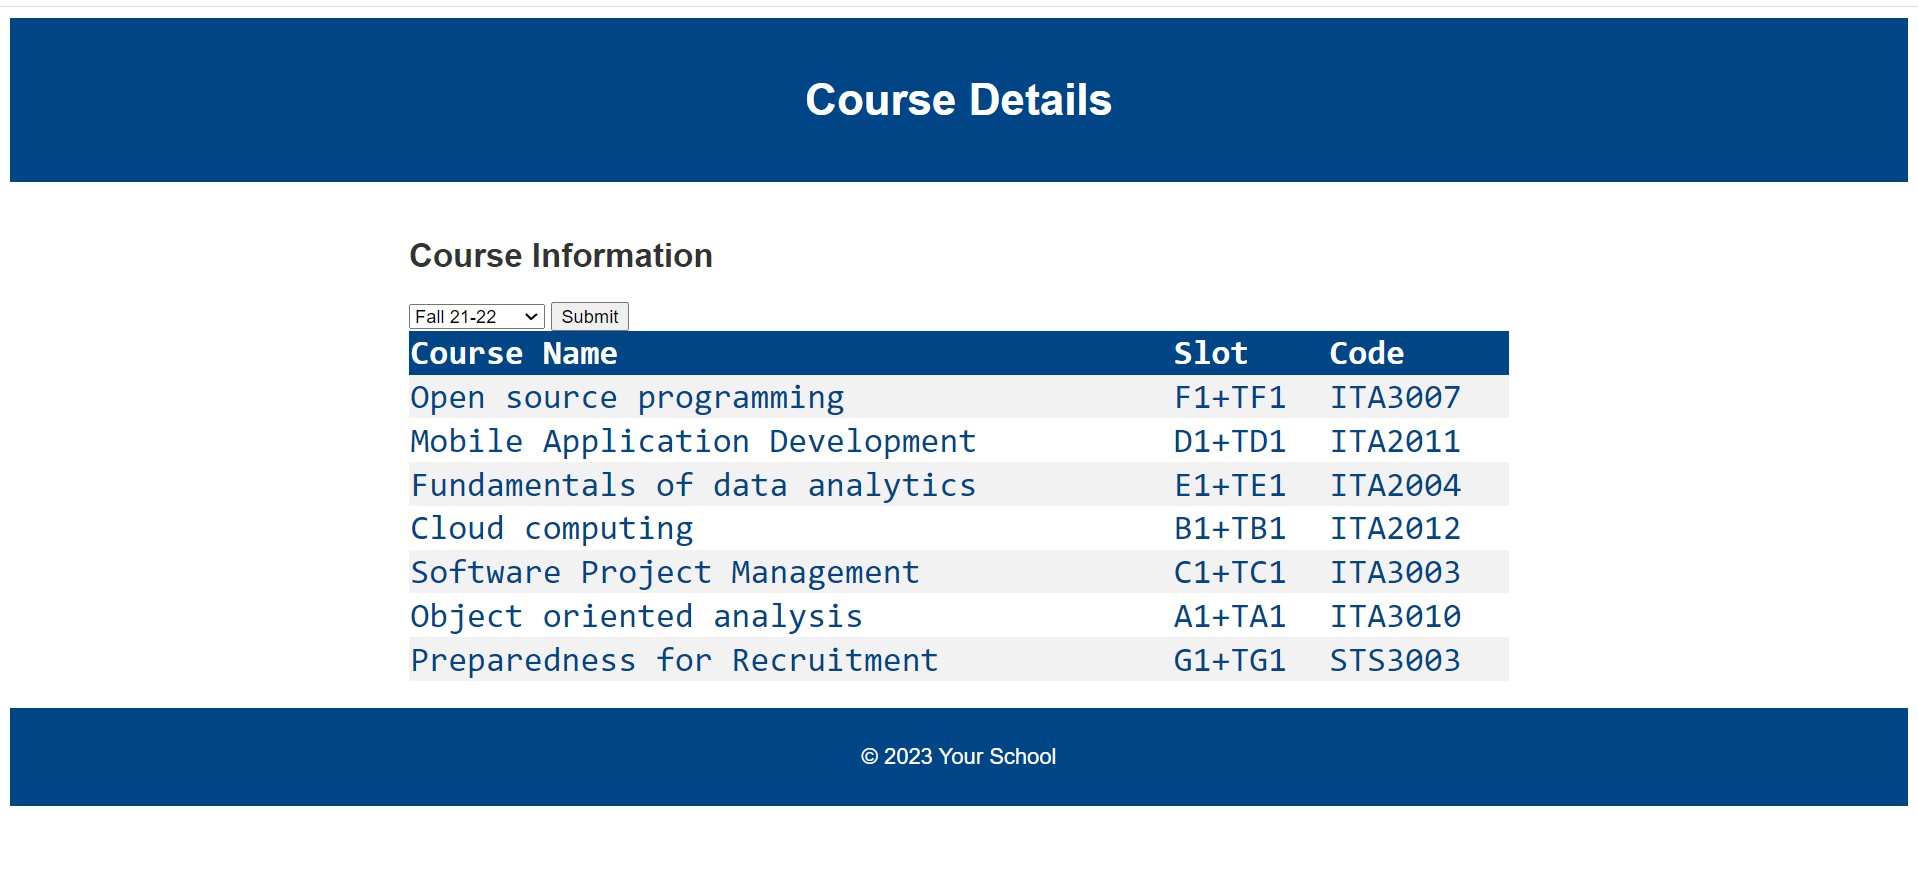 Course Details
Course Information
Fall 21-22 Submit
Course Name Slot Code
Open source programming F1+TF1 ITA3007
Mobile Application Development D1+TD1 ITA2011
Fundamentals of data analytics E1+TE1 ITA2004
Cloud computing B1+TB1 ITA2012
Software Project Management C1+TC1 ITA3003
Object oriented analysis A1+TA1 ITA3010
Preparedness for Recruitment G1+TG1 STS3003
© 2023 Your School